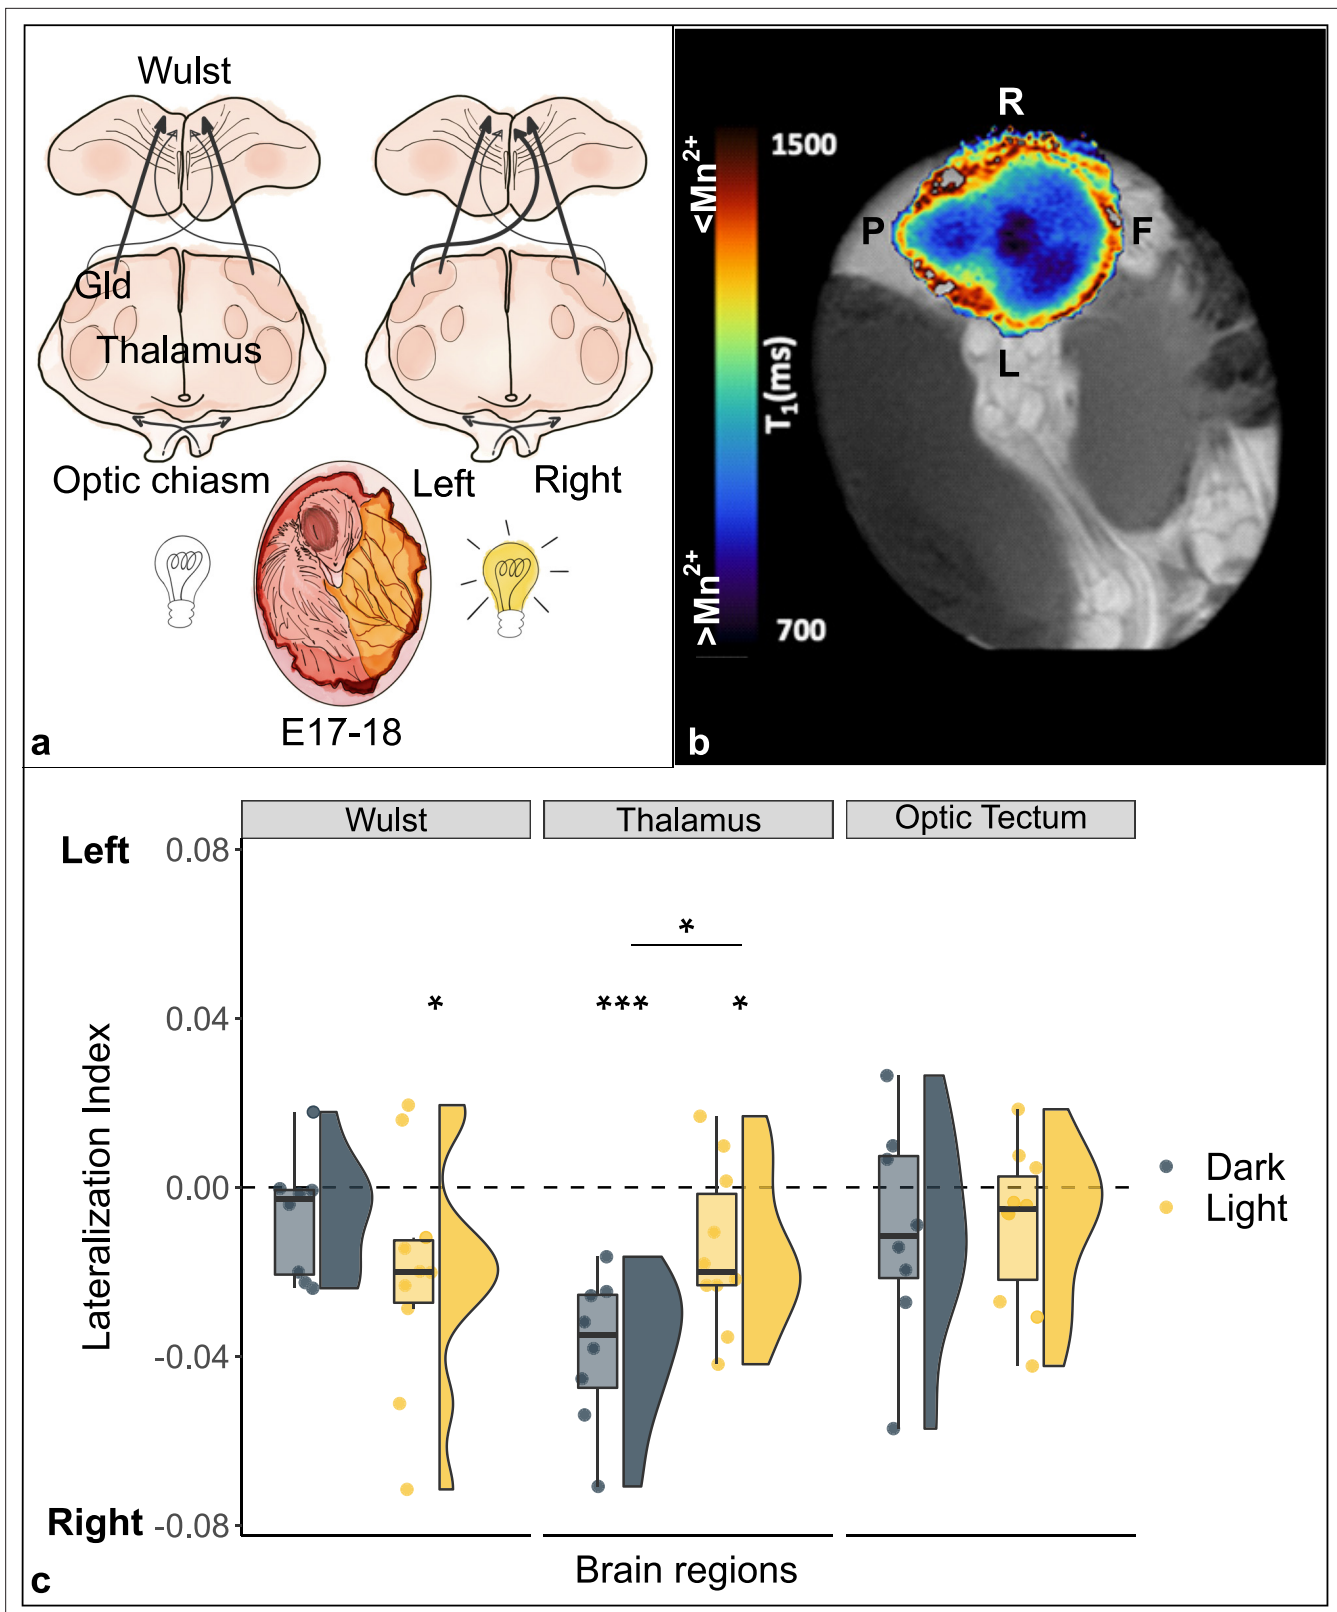 Wulst
Gld
Thalamus
Optic chiasm
Left
Right
E17-18
a
R
P
F
L
<Mn2+
>Mn2+
1500
T1(ms)
700
b
Wulst
Thalamus
Optic Tectum
Left
0.08
0.04
0.00
-0.04
Right
-0.08
Lateralization Index
*
***
*
*
Dark
Light
Brain regions
c